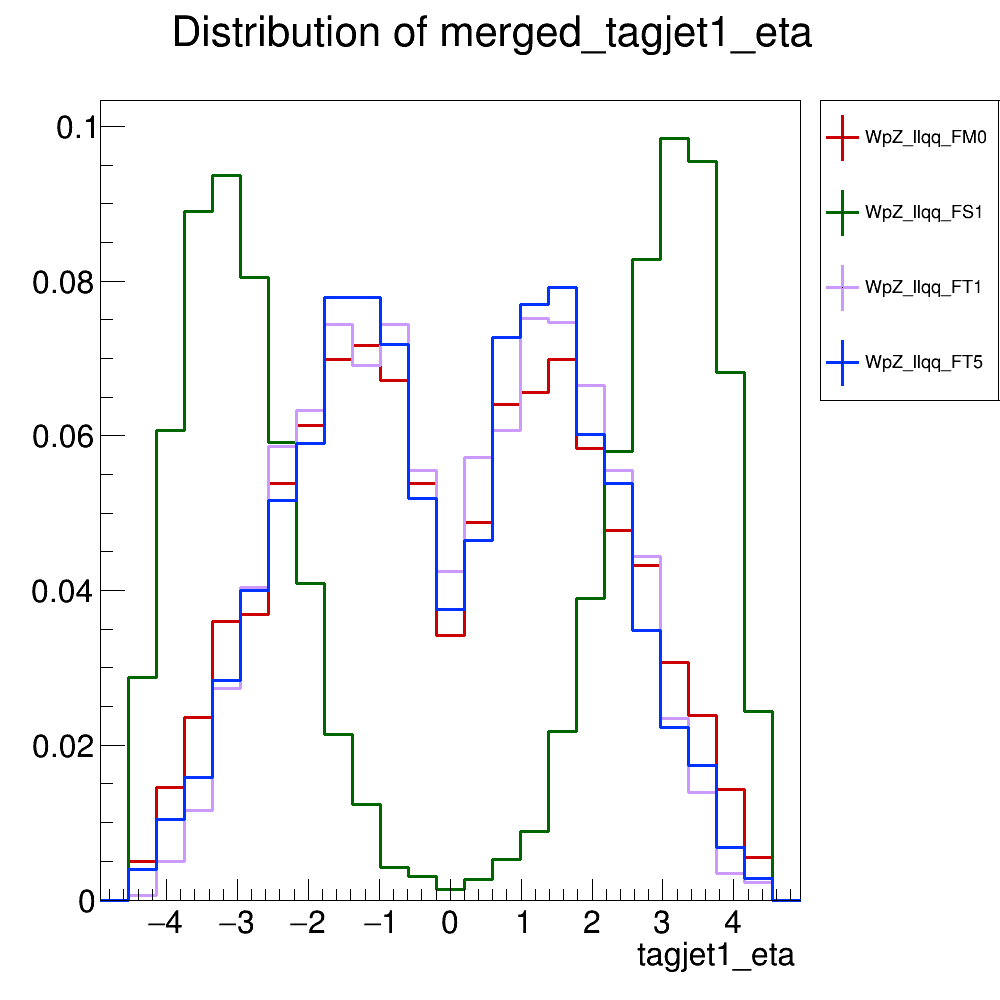 Distribution of merged_tagjet1_eta
0.1
0.08
0.06
0.04
0.02
0
−4 −3 −2 −1 0 1 2 3 4
tagjet1_eta
WpZ_llqq_FM0
WpZ_llqq_FS1
WpZ_llqq_FT1
WpZ_llqq_FT5